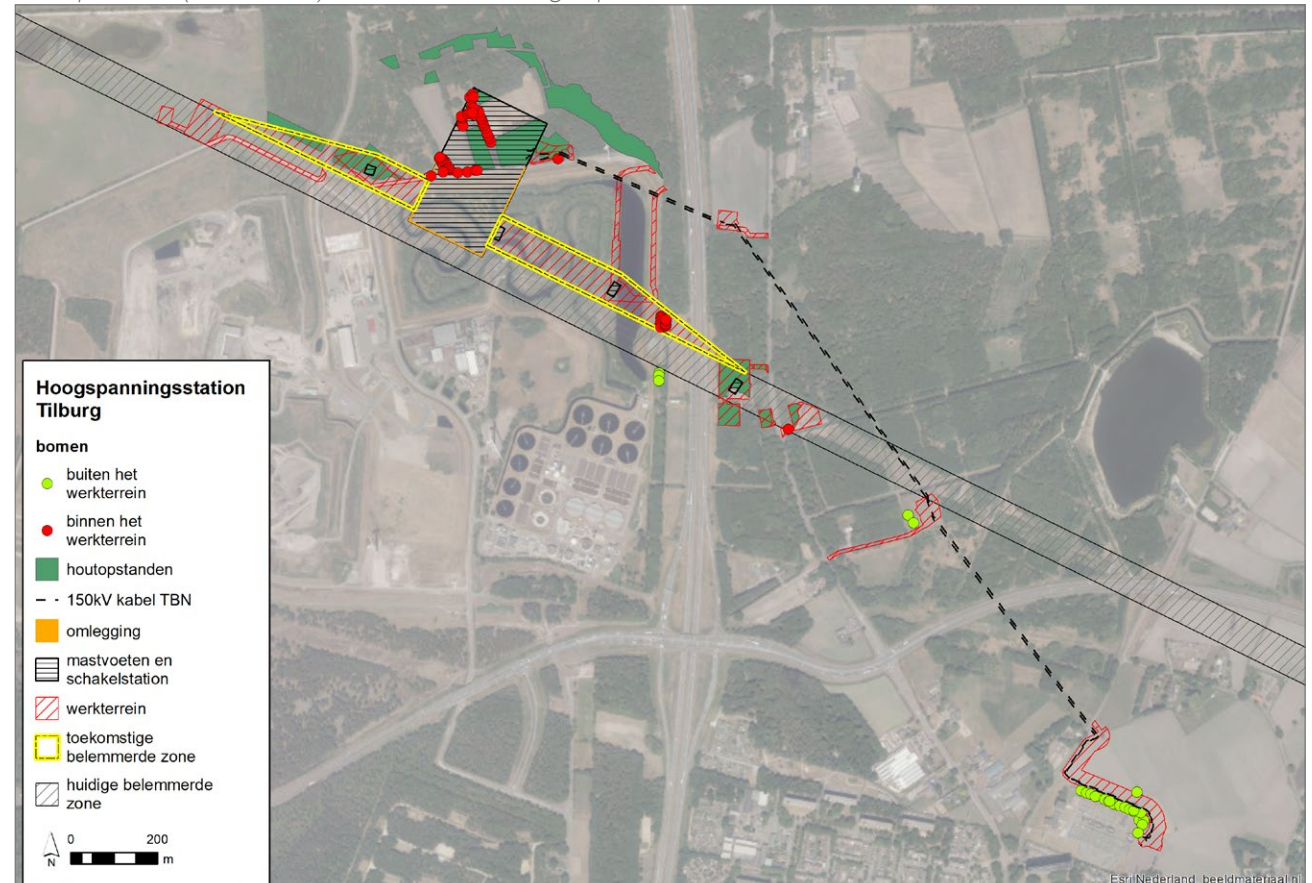 Hoogspanningsstation
Tilburg
bomen
buiten het
werkterrein
binnen het
werkterrein
houtopstanden
150kV kabel TBN
omlegging
mastvoeten en
schakelstation
werkterrein
toekomstige
belemmerde zone
huidige belemmerde
zone
0 200
N
m
Esri Nederland, beeldmateriaal.nl